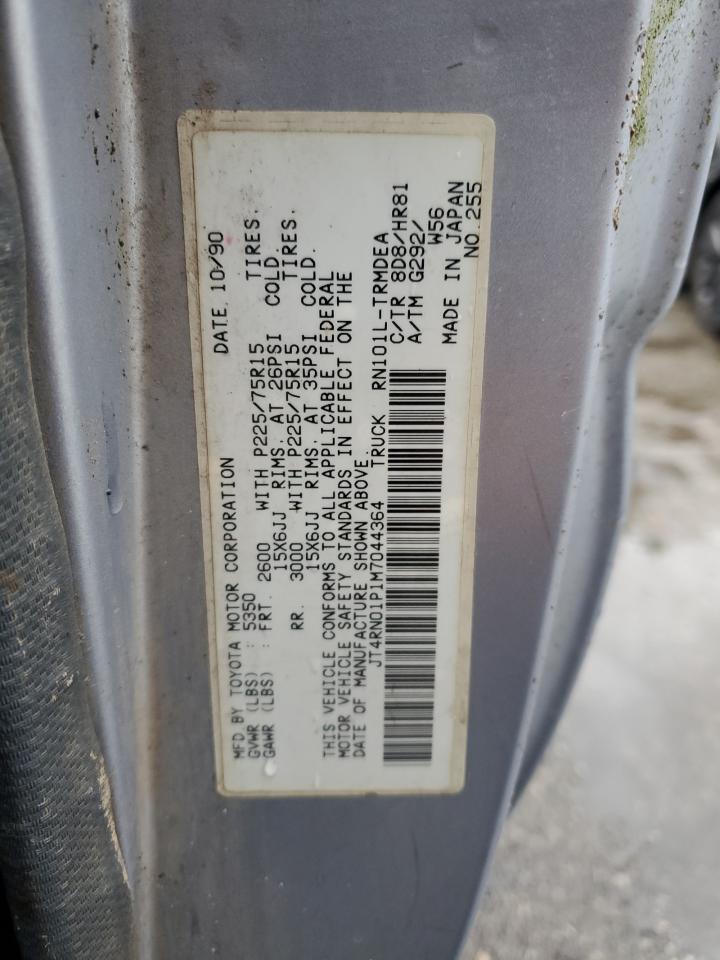 MFD BY TOYOTA MOTOR CORPORATION DATE 10/90
GVWR (LBS) : 5350
GAWR (LBS) : FRT. 2600 WITH P225/75R15 TIRES,
15X6JJ RIMS, AT 26PSI COLD.
RR. 3000 WITH P225/75R15 TIRES,
15X6JJ RIMS, AT 35PSI COLD.
THIS VEHICLE CONFORMS TO ALL APPLICABLE FEDERAL
MOTOR VEHICLE SAFETY STANDARDS IN EFFECT ON THE
DATE OF MANUFACTURE SHOWN ABOVE.
JT4RN01P1M7044364 TRUCK RN101L-TRMDEA
C/TR 8D8/HR81
A/TM G292/
W56
MADE IN JAPAN
NO.255